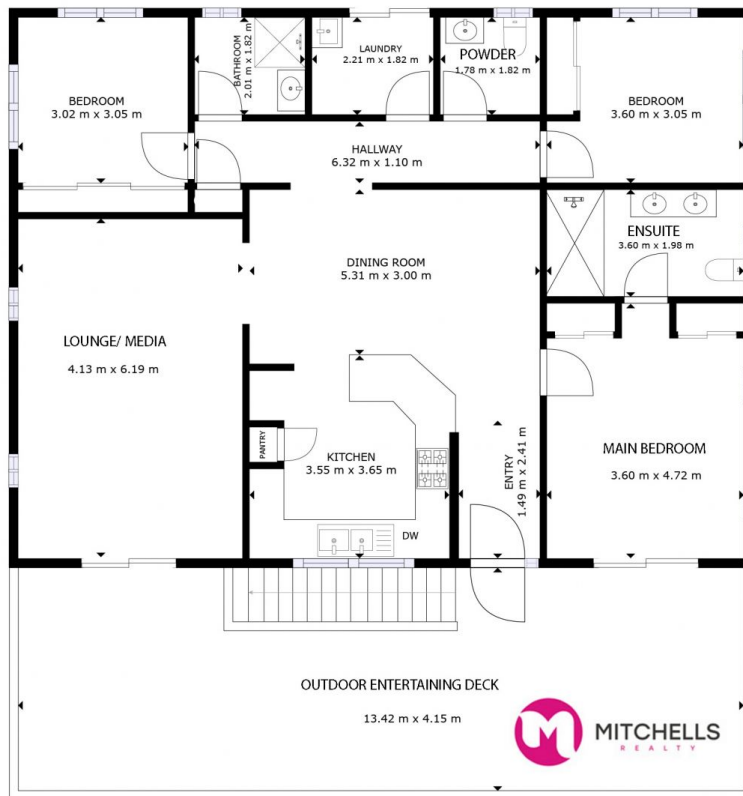 BATHROOM
2.01 m x 1.82 m
LAUNDRY
2.21 m x 1.82 m
POWDER
1.78 m x 1.82 m
BEDROOM
3.02 m x 3.05 m
BEDROOM
3.60 m x 3.05 m
HALLWAY
6.32 m x 1.10 m
ENSUITE
3.60 m x 1.98 m
DINING ROOM
5.31 m x 3.00 m
LOUNGE/ MEDIA
4.13 m x 6.19 m
PANTRY
KITCHEN
3.55 m x 3.65 m
DW
ENTRY
1.49 m x 2.41 m
MAIN BEDROOM
3.60 m x 4.72 m
OUTDOOR ENTERTAINING DECK
13.42 m x 4.15 m
MITCHELLS
REALTY